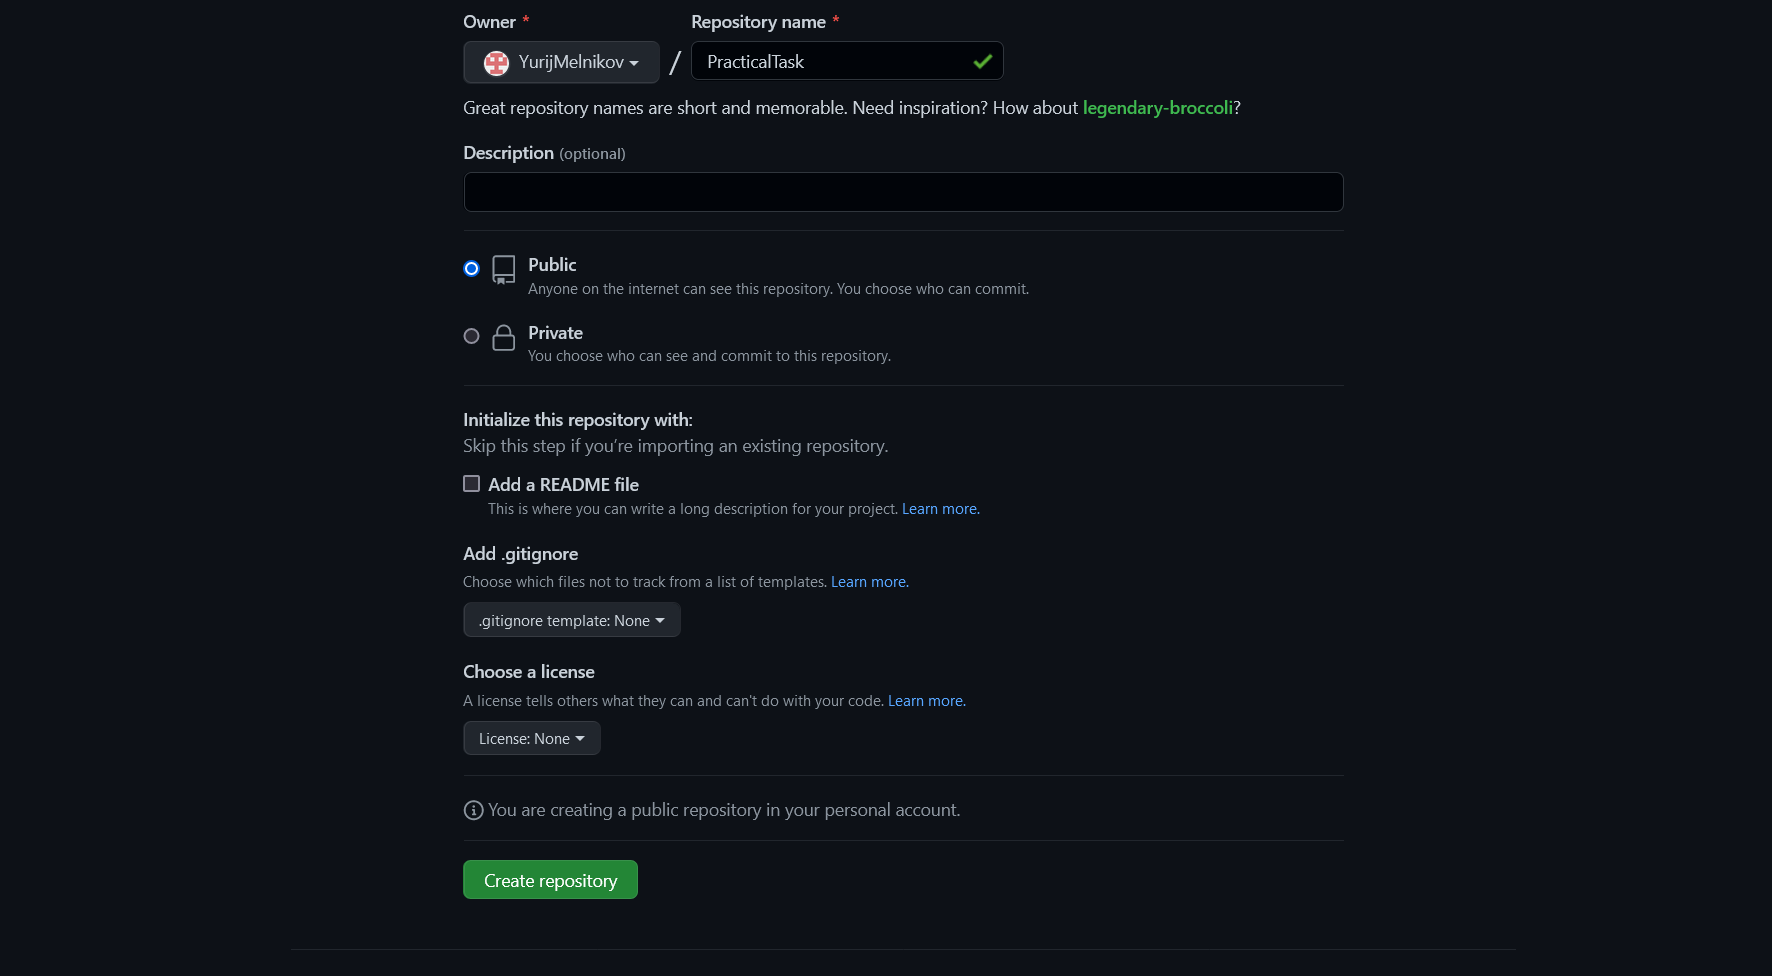 Owner *
Repository name *
YurijMelnikov
/
PracticalTask
Great repository names are short and memorable. Need inspiration? How about legendary-broccoli?
Description (optional)
Public
Anyone on the internet can see this repository. You choose who can commit.
Private
You choose who can see and commit to this repository.
Initialize this repository with:
Skip this step if you’re importing an existing repository.
Add a README file
This is where you can write a long description for your project. Learn more.
Add .gitignore
Choose which files not to track from a list of templates. Learn more.
.gitignore template: None
Choose a license
A license tells others what they can and can't do with your code. Learn more.
License: None
You are creating a public repository in your personal account.
Create repository